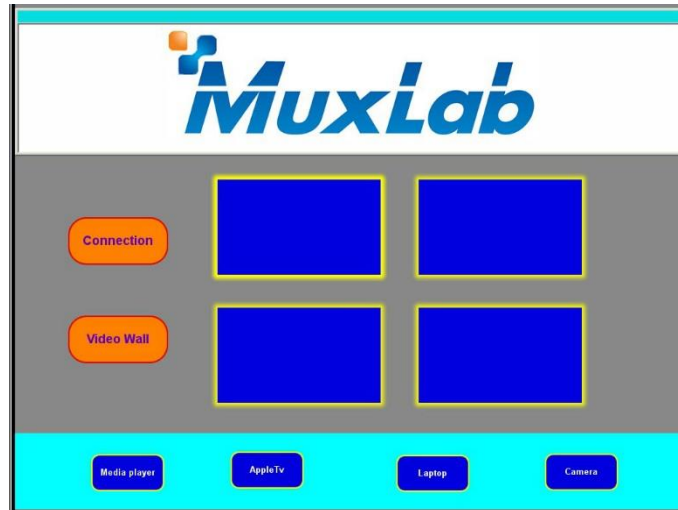 MuxLab
Connection
Video Wall
Media player
AppleTv
Laptop
Camera